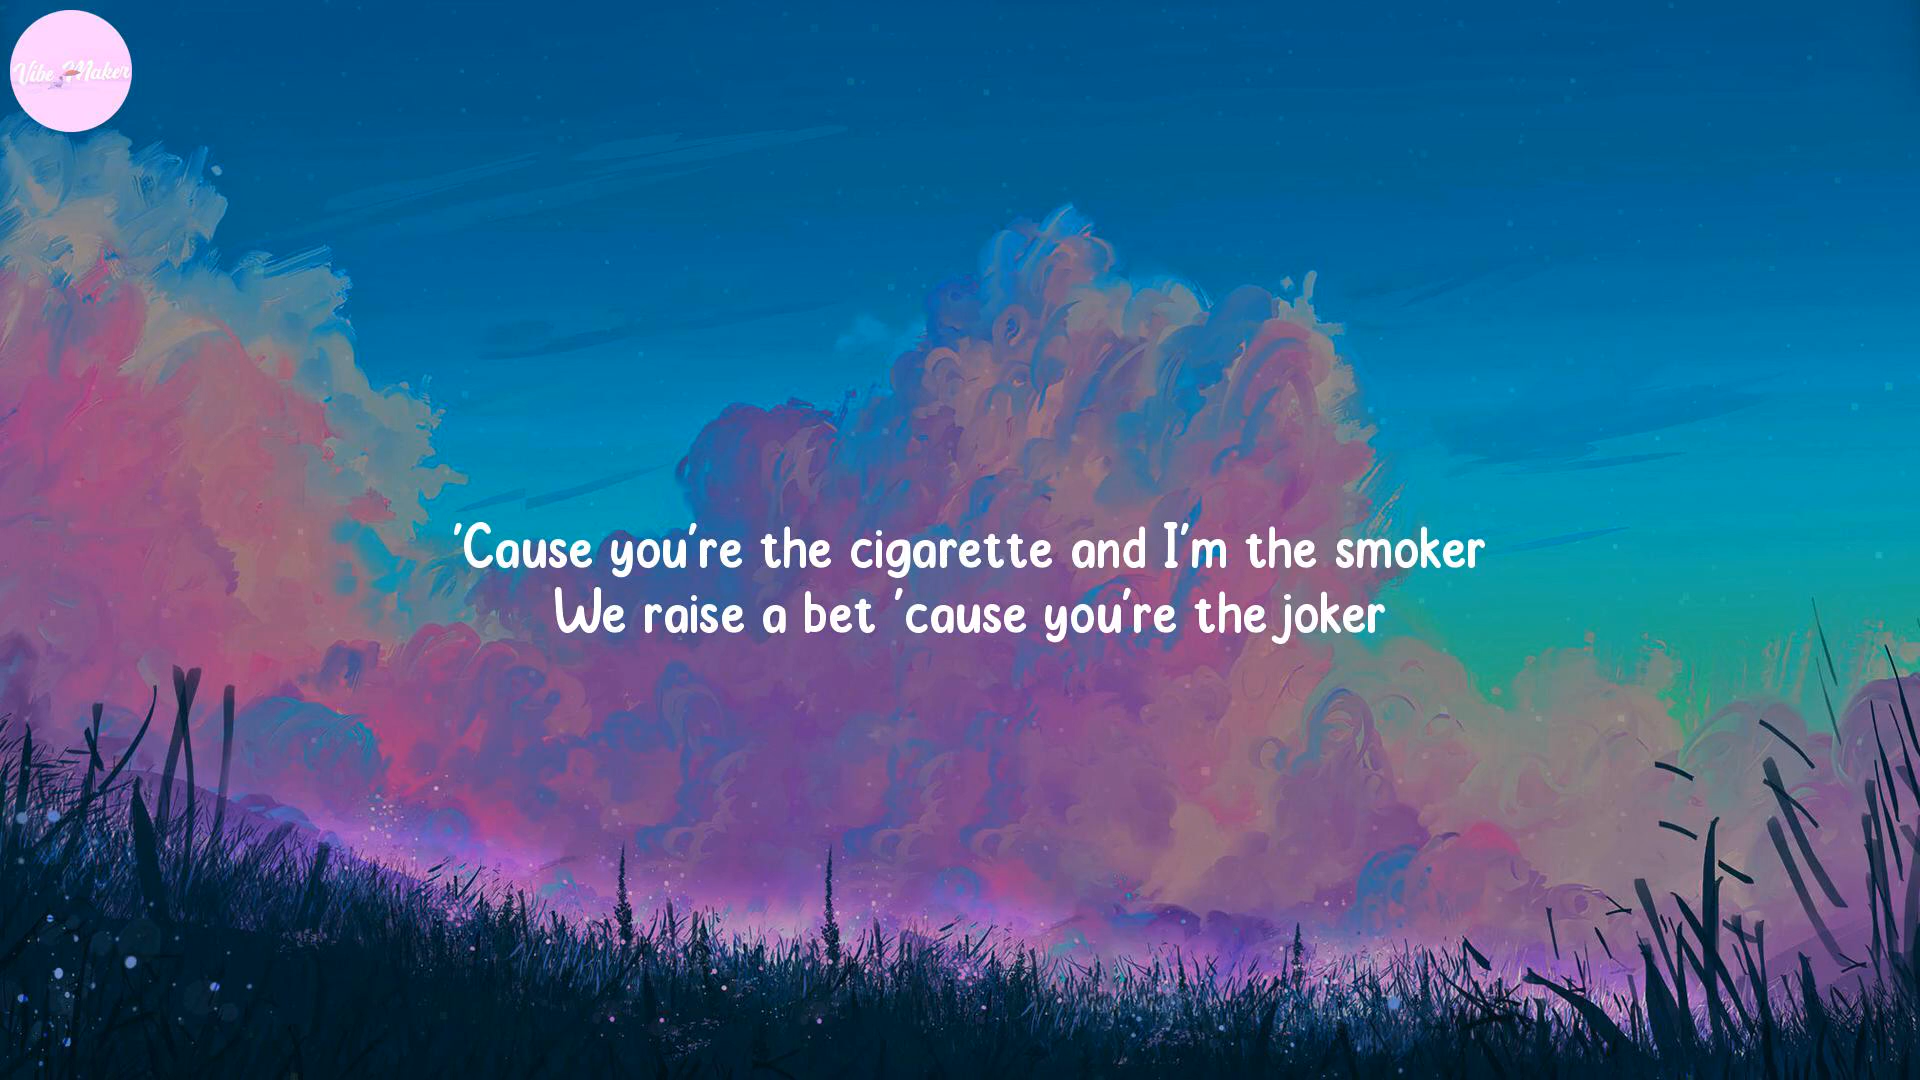 Vibe Maker
'Cause you're the cigarette and I'm the smoker
We raise a bet 'cause you're the joker